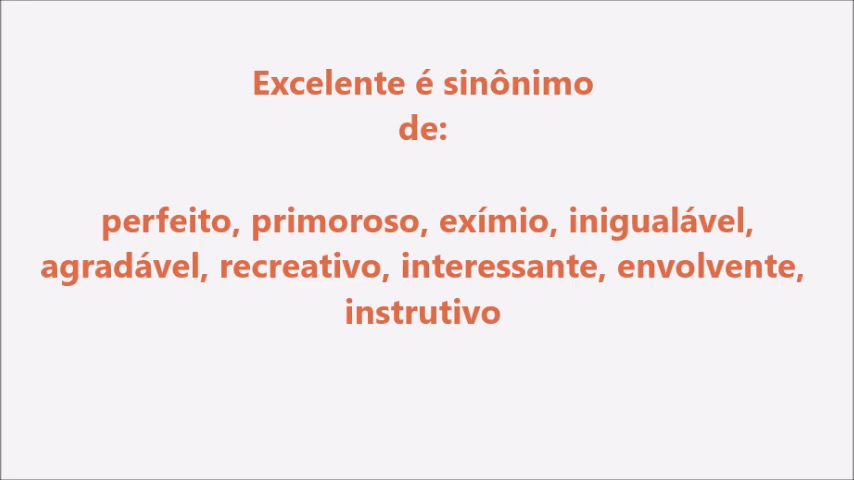 Excelente é sinônimo
de:
perfeito, primoroso, exímio, inigualável,
agradável, recreativo, interessante, envolvente,
instrutivo